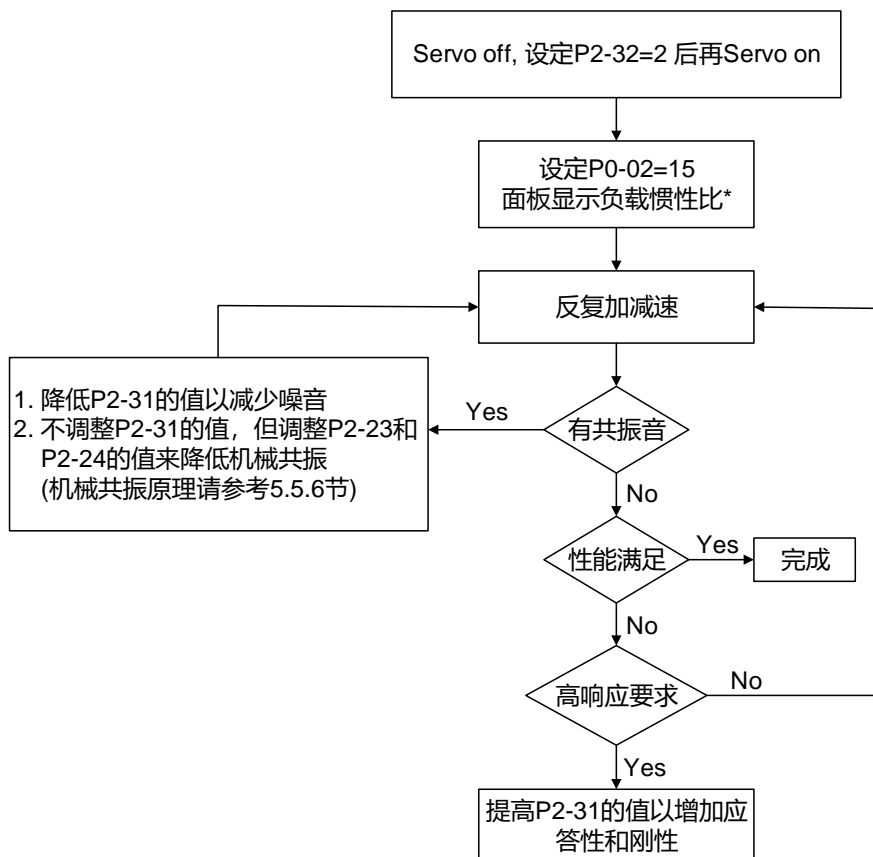 Servo off, 设定P2-32=2 后再Servo on
设定P0-02=15
面板显示负载惯性比*
反复加减速
1. 降低P2-31的值以减少噪音
2. 不调整P2-31的值，但调整P2-23和
P2-24的值来降低机械共振
(机械共振原理请参考5.5.6节)
Yes
有共振音
No
性能满足
Yes
完成
No
高响应要求
No
Yes
提高P2-31的值以增加应
答性和刚性